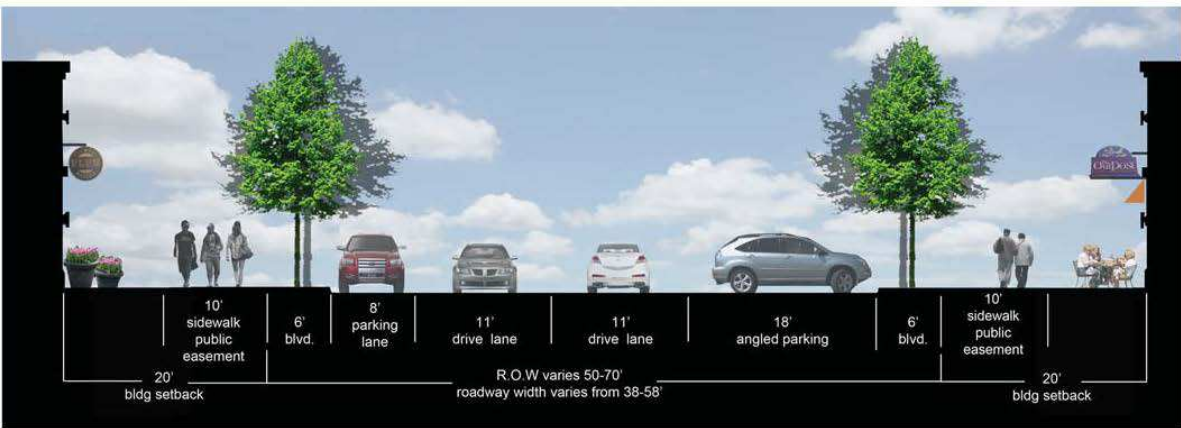 OUTPOST
10'
sidewalk
public
easement
6'
blvd.
8'
parking
lane
11'
drive lane
11'
drive lane
18'
angled parking
6'
blvd.
10'
sidewalk
public
easement
20'
bldg setback
R.O.W varies 50-70'
roadway width varies from 38-58'
20'
bldg setback